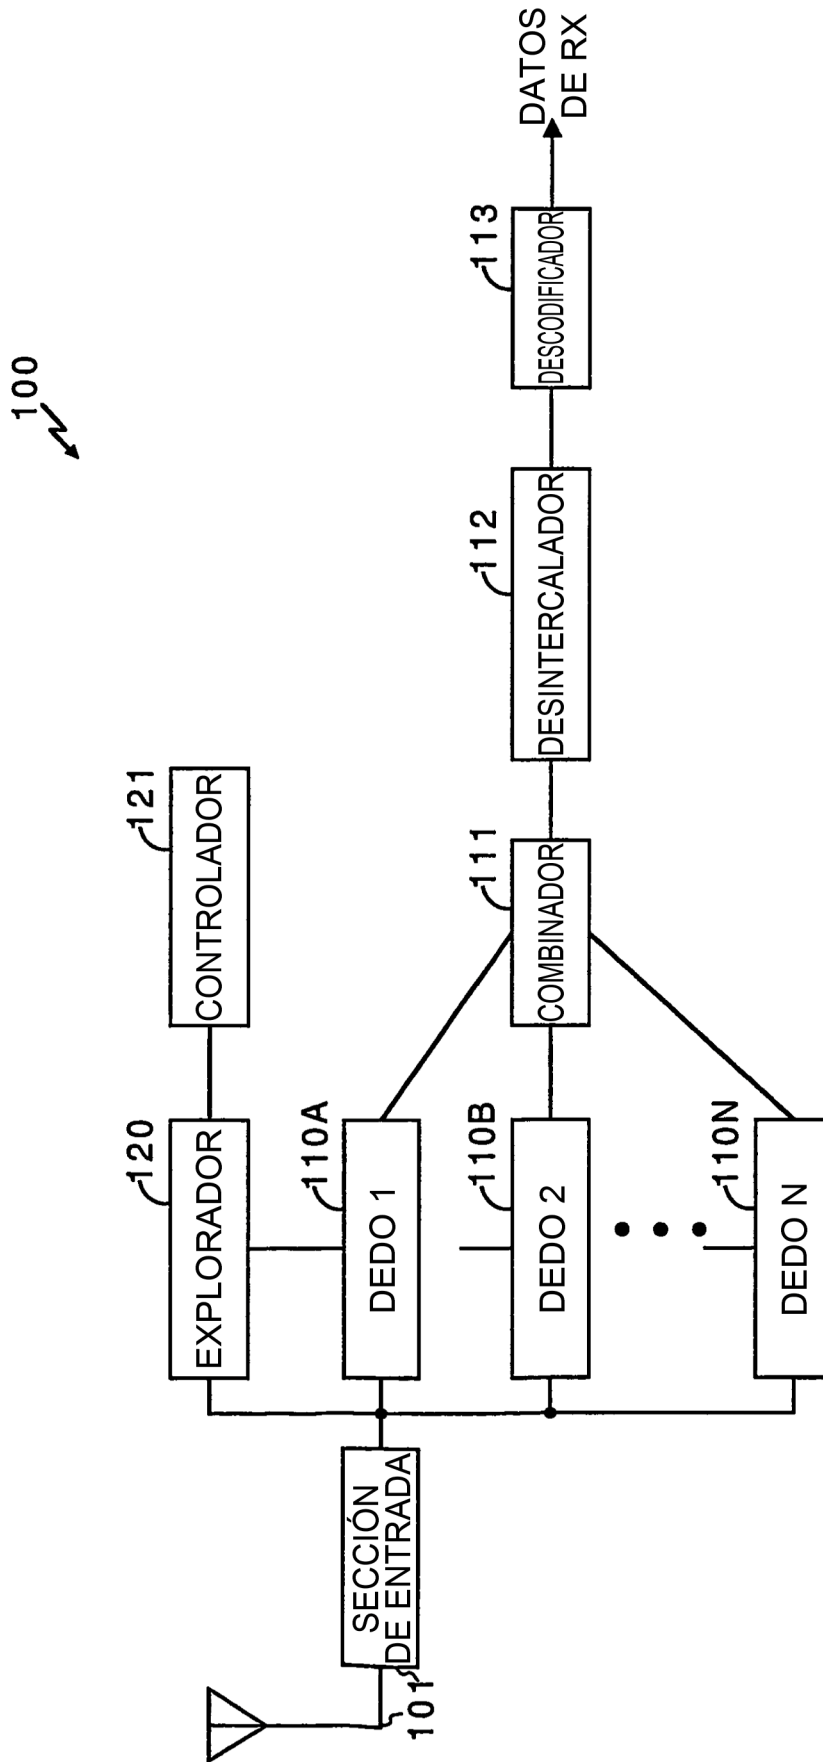 100
120
EXPLORADOR
121
CONTROLADOR
101
SECCIÓN
DE ENTRADA
110A
DEDO 1
110B
DEDO 2
110N
DEDO N
111
COMBINADOR
112
DESINTERCALADOR
113
DESCODIFICADOR
DATOS
DE RX